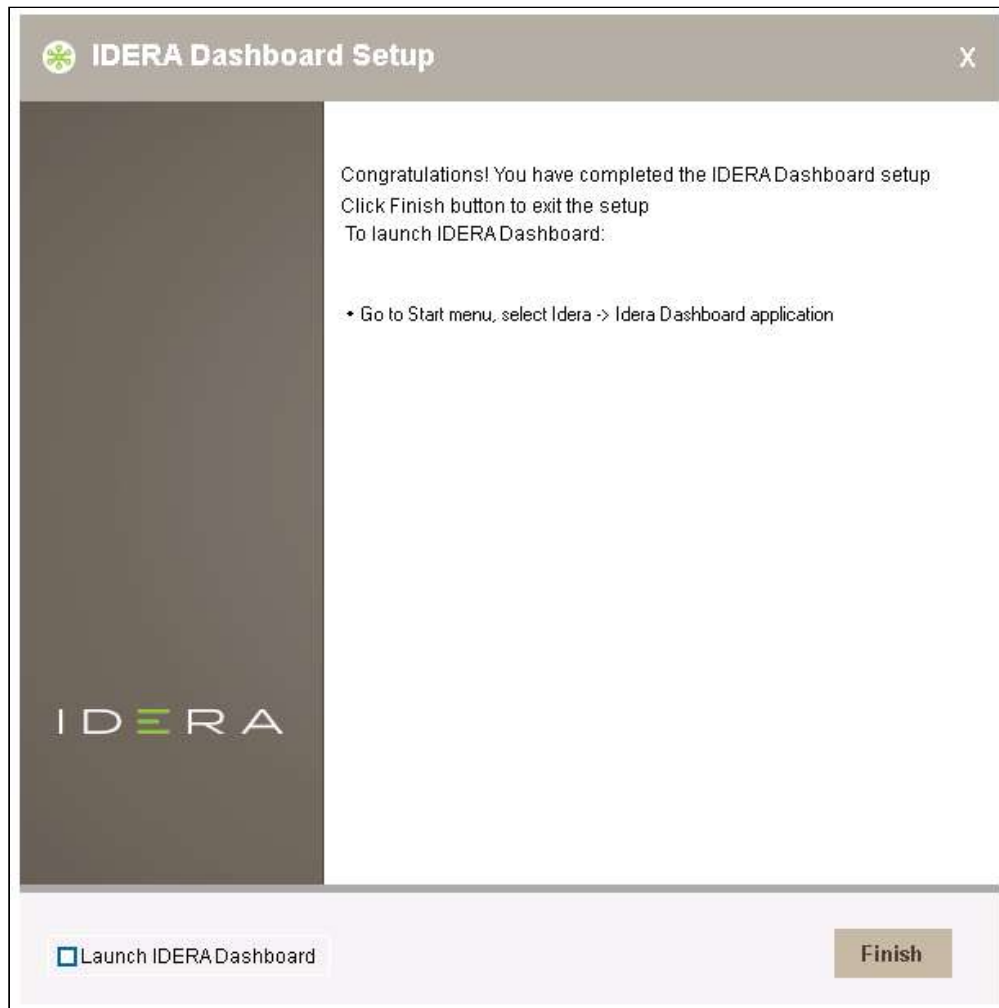 IDERA Dashboard Setup
X
Congratulations! You have completed the IDERA Dashboard setup
Click Finish button to exit the setup
To launch IDERA Dashboard:
• Go to Start menu, select Idera -> Idera Dashboard application
IDERA
Launch IDERA Dashboard
Finish